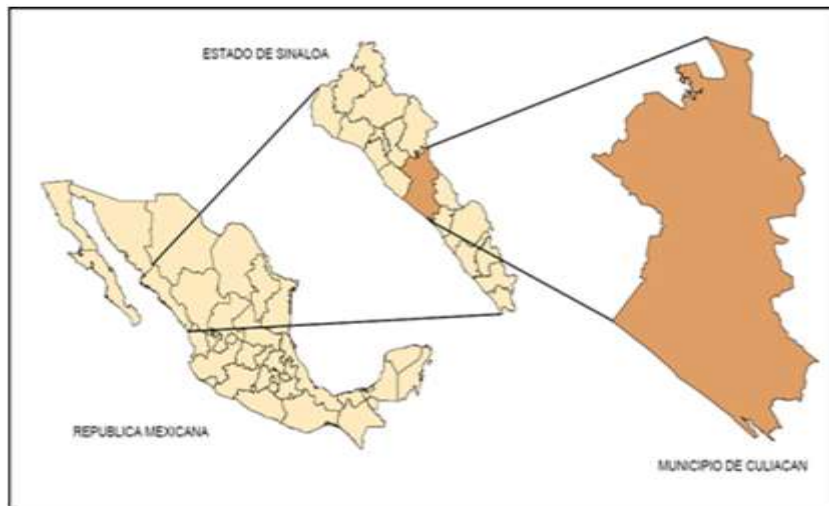 ESTADO DE SINALOA
REPUBLICA MEXICANA
MUNICIPIO DE CULIACAN